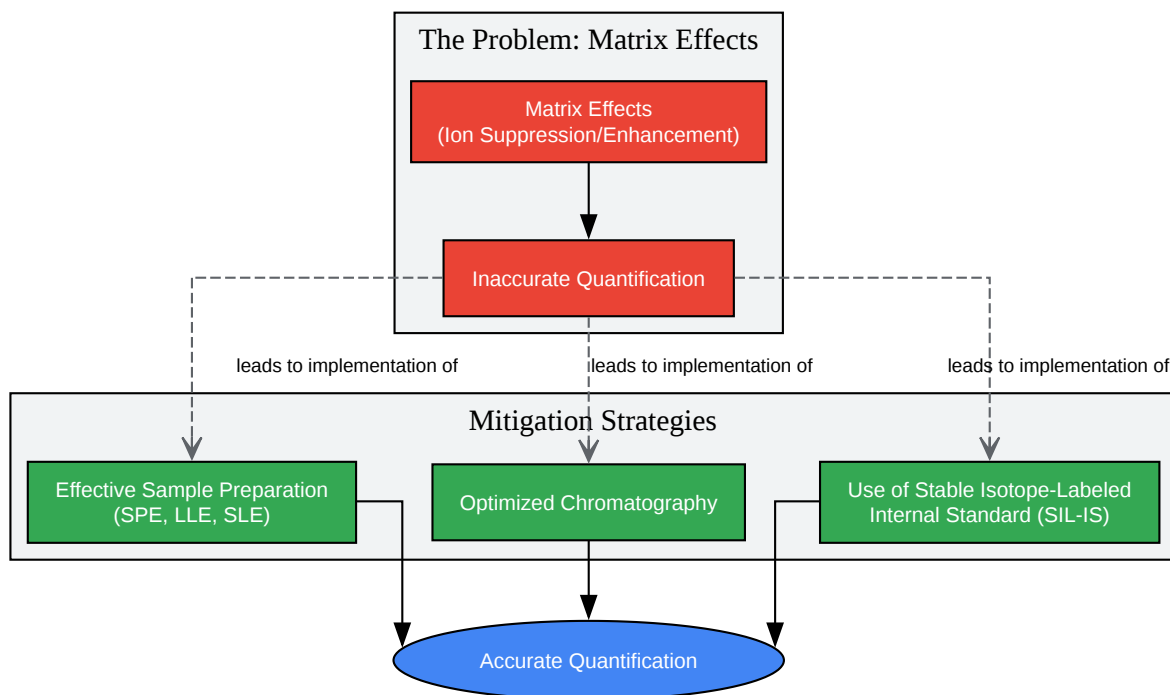 The Problem: Matrix Effects
Matrix Effects
(Ion Suppression/Enhancement)
Inaccurate Quantification
leads to implementation of
leads to implementation of
leads to implementation of
Mitigation Strategies
Effective Sample Preparation
(SPE, LLE, SLE)
Optimized Chromatography
Use of Stable Isotope-Labeled
Internal Standard (SIL-IS)
Accurate Quantification